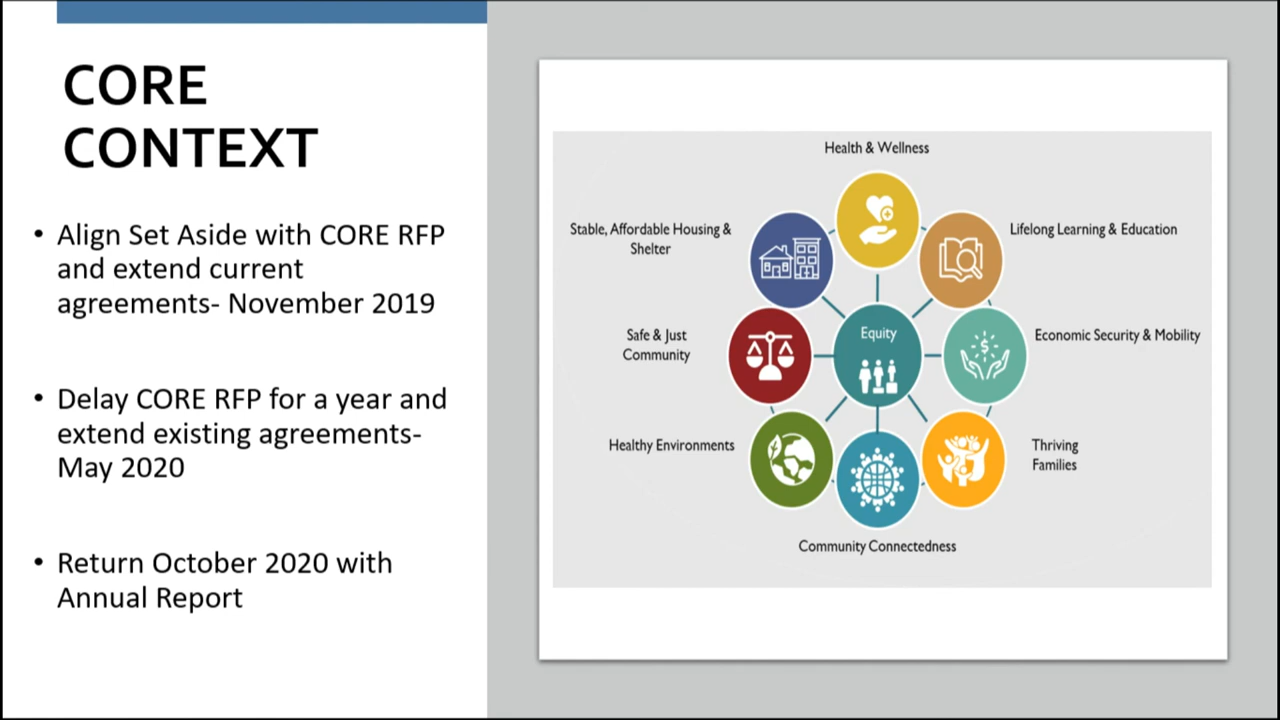 CORE
CONTEXT
• Align Set Aside with CORE RFP
and extend current
agreements- November 2019
• Delay CORE RFP for a year and
extend existing agreements-
May 2020
• Return October 2020 with
Annual Report
Health & Wellness
Stable, Affordable Housing &
Shelter
Lifelong Learning & Education
Safe & Just
Community
Equity
$
Economic Security & Mobility
Healthy Environments
Thriving
Families
Community Connectedness